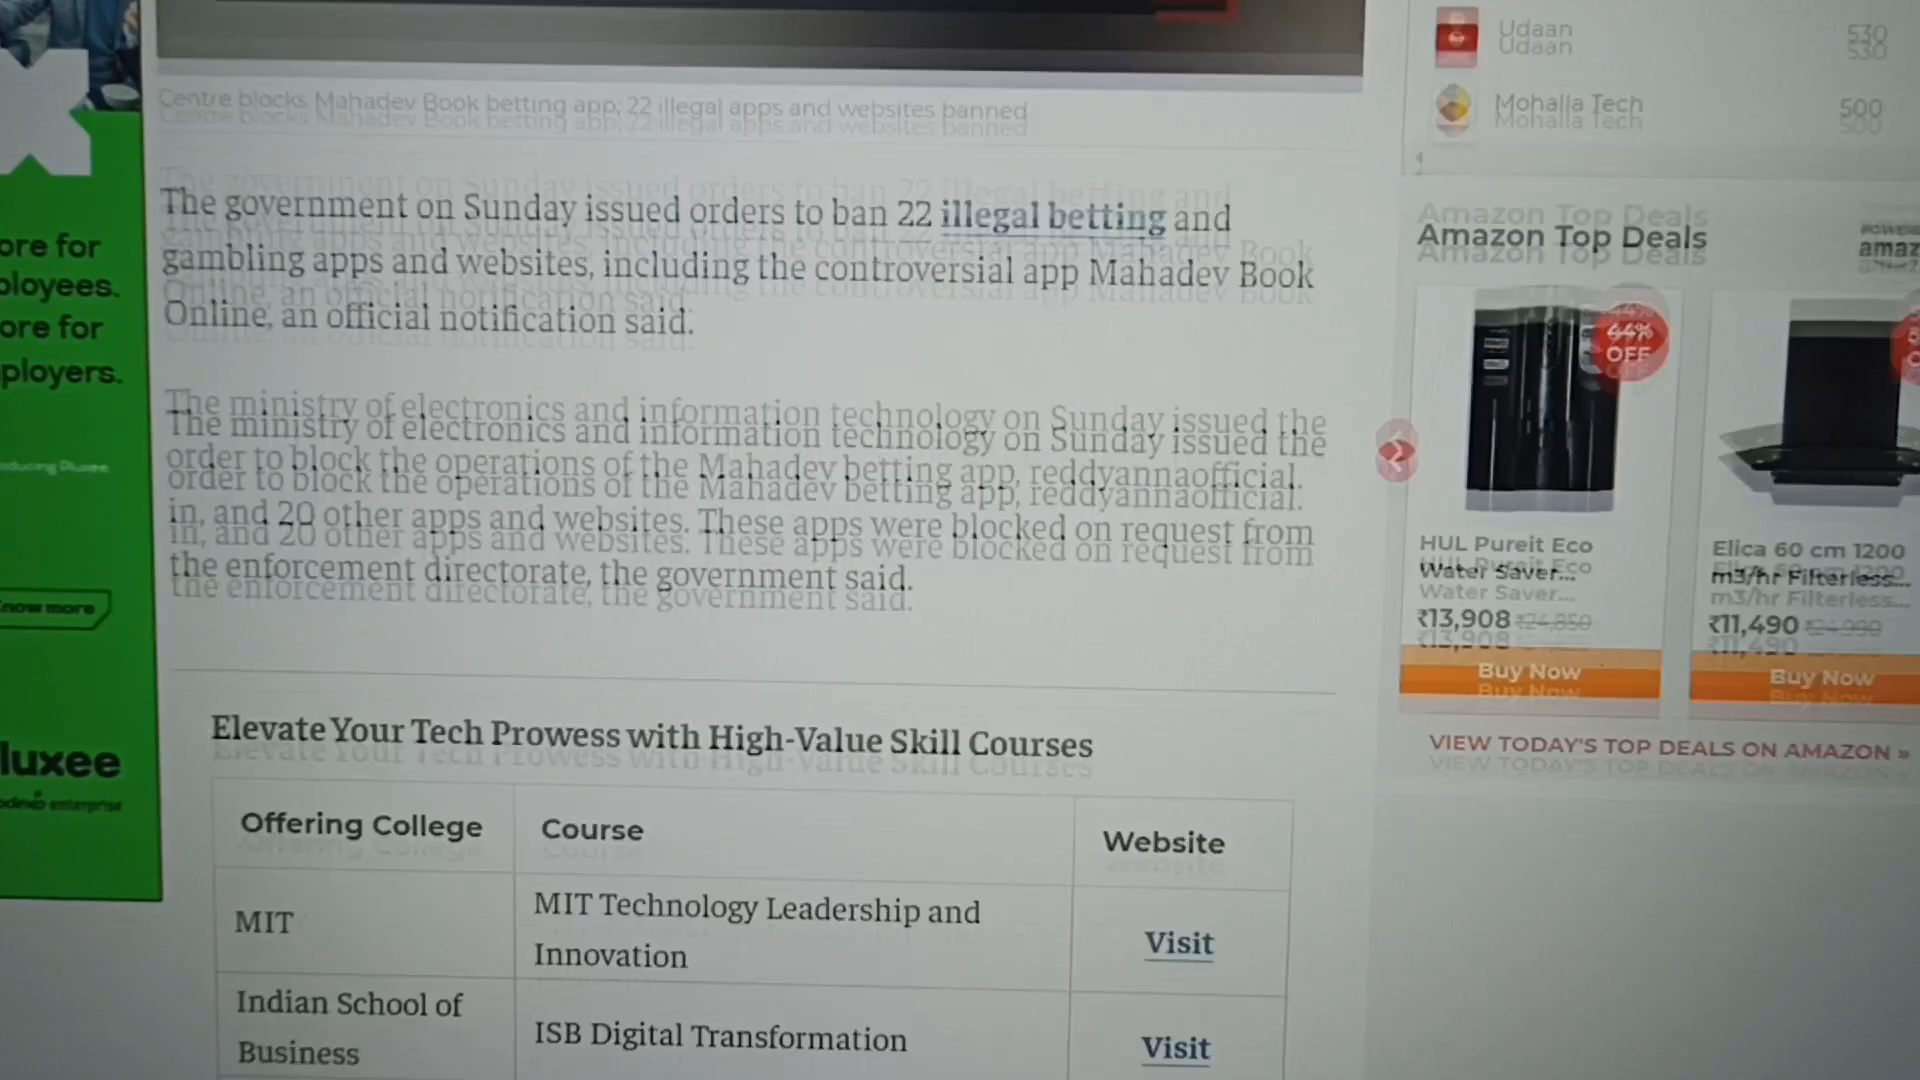 Centre blocks Mahadev Book betting app; 22 illegal apps and websites banned
The government on Sunday issued orders to ban 22 illegal betting and
gambling apps and websites, including the controversial app Mahadev Book
Online, an official notification said.
The ministry of electronics and information technology on Sunday issued the
order to block the operations of the Mahadev betting app, reddyannaofficial.
in, and 20 other apps and websites. These apps were blocked on request from
the enforcement directorate, the government said.
Elevate Your Tech Prowess with High-Value Skill Courses
Offering College Course Website
MIT MIT Technology Leadership and
Innovation Visit
Indian School of
Business ISB Digital Transformation Visit
ore for
ployees.
ore for
ployers.
now more
luxee
enterprise
Udaan 530
Mohalla Tech 500
Amazon Top Deals
amaz
44%
OFF
HUL Pureit Eco
Water Saver...
₹13,908 ₹24,850
Buy Now
Elica 60 cm 1200
m3/hr Filterless...
₹11,490 ₹24,990
Buy Now
VIEW TODAY'S TOP DEALS ON AMAZON »